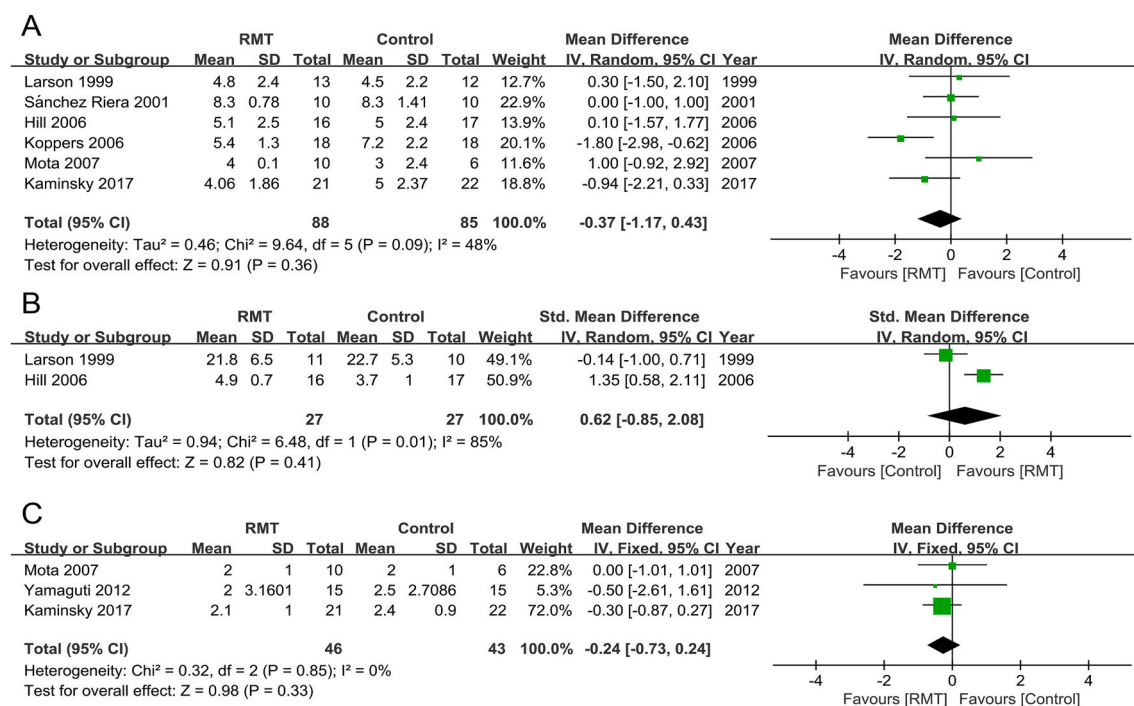 A
RMT Control Mean Difference Mean Difference
Study or Subgroup Mean SD Total Mean SD Total Weight IV, Random, 95% CI Year IV, Random, 95% CI
Larson 1999 4.8 2.4 13 4.5 2.2 12 12.7% 0.30 [-1.50, 2.10] 1999
Sánchez Riera 2001 8.3 0.78 10 8.3 1.41 10 22.9% 0.00 [-1.00, 1.00] 2001
Hill 2006 5.1 2.5 16 5 2.4 17 13.9% 0.10 [-1.57, 1.77] 2006
Koppers 2006 5.4 1.3 18 7.2 2.2 18 20.1% -1.80 [-2.98, -0.62] 2006
Mota 2007 4 0.1 10 3 2.4 6 11.6% 1.00 [-0.92, 2.92] 2007
Kaminsky 2017 4.06 1.86 21 5 2.37 22 18.8% -0.94 [-2.21, 0.33] 2017
Total (95% CI) 88 85 100.0% -0.37 [-1.17, 0.43]
Heterogeneity: Tau² = 0.46; Chi² = 9.64, df = 5 (P = 0.09); I² = 48%
Test for overall effect: Z = 0.91 (P = 0.36)
-4 -2 0 2 4
Favours [RMT] Favours [Control]
B
RMT Control Std. Mean Difference Std. Mean Difference
Study or Subgroup Mean SD Total Mean SD Total Weight IV, Random, 95% CI Year IV, Random, 95% CI
Larson 1999 21.8 6.5 11 22.7 5.3 10 49.1% -0.14 [-1.00, 0.71] 1999
Hill 2006 4.9 0.7 16 3.7 1 17 50.9% 1.35 [0.58, 2.11] 2006
Total (95% CI) 27 27 100.0% 0.62 [-0.85, 2.08]
Heterogeneity: Tau² = 0.94; Chi² = 6.48, df = 1 (P = 0.01); I² = 85%
Test for overall effect: Z = 0.82 (P = 0.41)
-4 -2 0 2 4
Favours [Control] Favours [RMT]
C
RMT Control Mean Difference Mean Difference
Study or Subgroup Mean SD Total Mean SD Total Weight IV, Fixed, 95% CI Year IV, Fixed, 95% CI
Mota 2007 2 1 10 2 1 6 22.8% 0.00 [-1.01, 1.01] 2007
Yamaguti 2012 2 3.1601 15 2.5 2.7086 15 5.3% -0.50 [-2.61, 1.61] 2012
Kaminsky 2017 2.1 1 21 2.4 0.9 22 72.0% -0.30 [-0.87, 0.27] 2017
Total (95% CI) 46 43 100.0% -0.24 [-0.73, 0.24]
Heterogeneity: Chi² = 0.32, df = 2 (P = 0.85); I² = 0%
Test for overall effect: Z = 0.98 (P = 0.33)
-4 -2 0 2 4
Favours [RMT] Favours [Control]